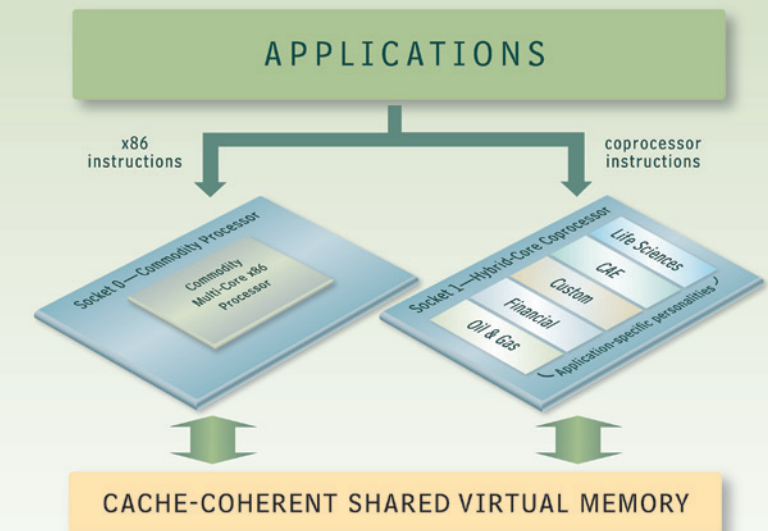 APPLICATIONS
x86
instructions
coprocessor
instructions
Socket 0—Commodity Processor
Commodity
Multi-Core x86
Processor
Socket 1—Hybrid-Core Coprocessor
Life Sciences
CAE
Custom
Financial
Oil & Gas
Application-specific personalities
CACHE-COHERENT SHARED VIRTUAL MEMORY